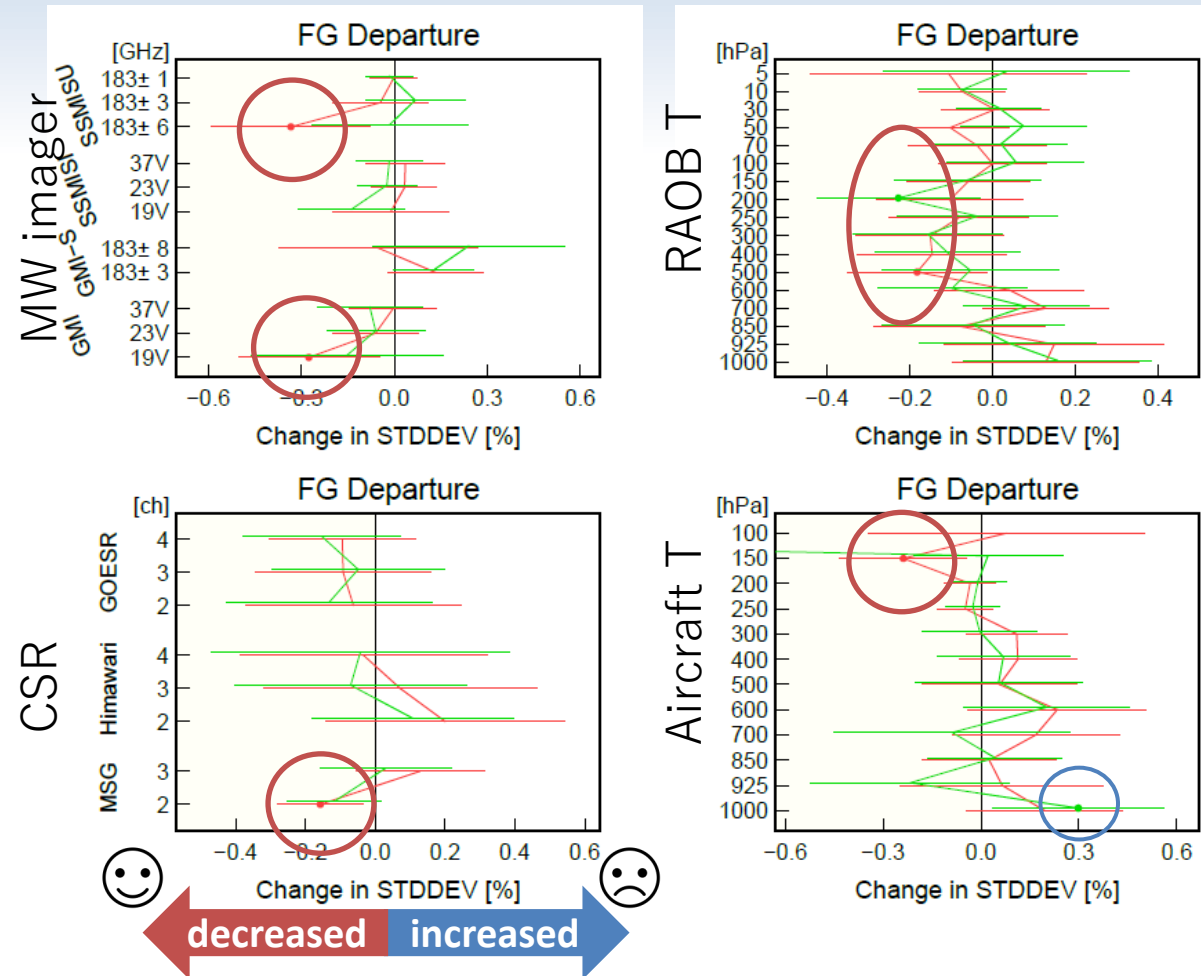 FG Departure
[GHz]
MW imager
SSMISU
183± 1
183± 3
183± 6
SSMISI
37V
23V
19V
GMI-S
183± 8
183± 3
GMI
37V
23V
19V
−0.6 −0.3 0.0 0.3 0.6
Change in STDDEV [%]
FG Departure
[hPa]
RAOB T
5
10
30
50
70
100
150
200
250
300
400
500
600
700
850
925
1000
−0.4 −0.2 0.0 0.2 0.4
Change in STDDEV [%]
FG Departure
[ch]
CSR
GOESR
4
3
2
Himawari
4
3
2
MSG
3
2
−0.4 −0.2 0.0 0.2 0.4 0.6
Change in STDDEV [%]
decreased increased
FG Departure
[hPa]
Aircraft T
100
150
200
250
300
400
500
600
700
850
925
1000
−0.6 −0.3 0.0 0.3 0.6
Change in STDDEV [%]